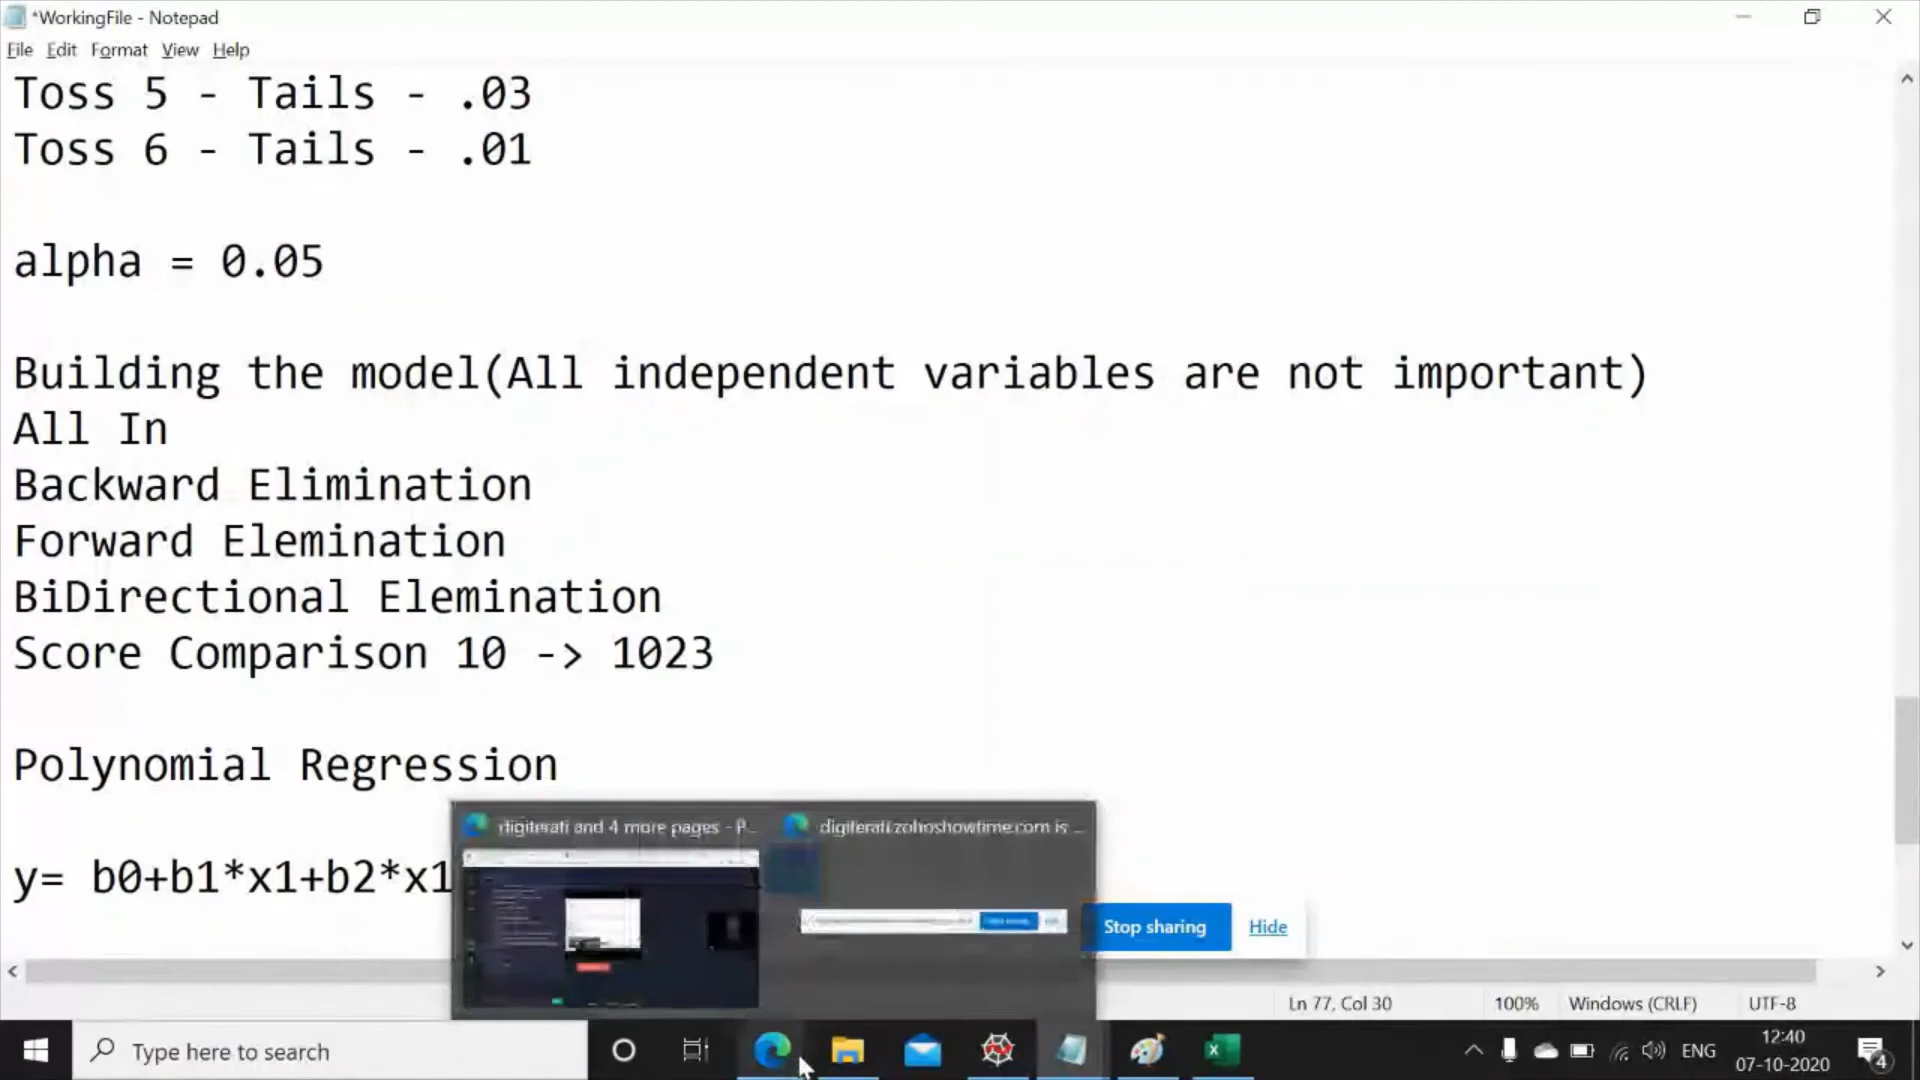 *WorkingFile - Notepad
File Edit Format View Help
Toss 5 - Tails - .03
Toss 6 - Tails - .01
alpha = 0.05
Building the model(All independent variables are not important)
All In
Backward Elimination
Forward Elemination
BiDirectional Elemination
Score Comparison 10 -> 1023
Polynomial Regression
y= b0+b1*x1+b2*x1
digiterati and 4 more pages - P...
digiterati.zohoshowtime.com is ...
Stop sharing Hide
Ln 77, Col 30 100% Windows (CRLF) UTF-8
Type here to search
ENG
12:40
07-10-2020
4